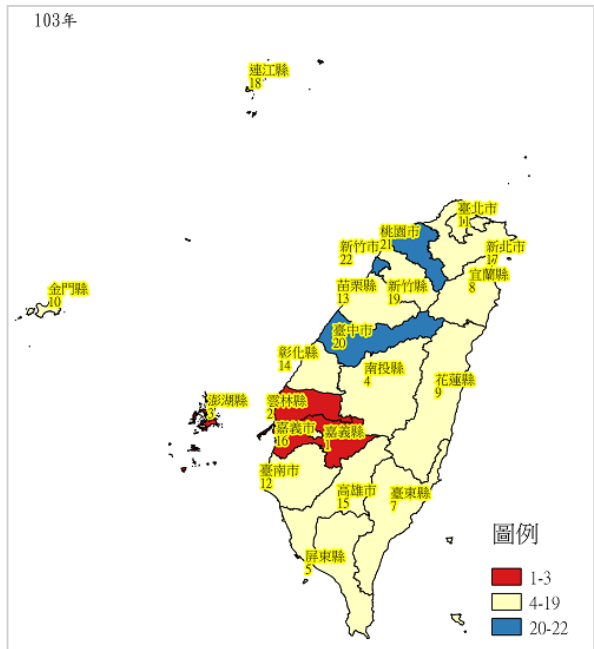 103年
連江縣
18
臺北市
11
桃園市
21
新竹市
22
新北市
17
宜蘭縣
8
金門縣
10
苗栗縣
13
新竹縣
19
臺中市
20
彰化縣
14
南投縣
4
花蓮縣
9
澎湖縣
3
雲林縣
2
嘉義市
16
嘉義縣
1
臺南市
12
高雄市
15
臺東縣
7
屏東縣
5
圖例
1-3
4-19
20-22